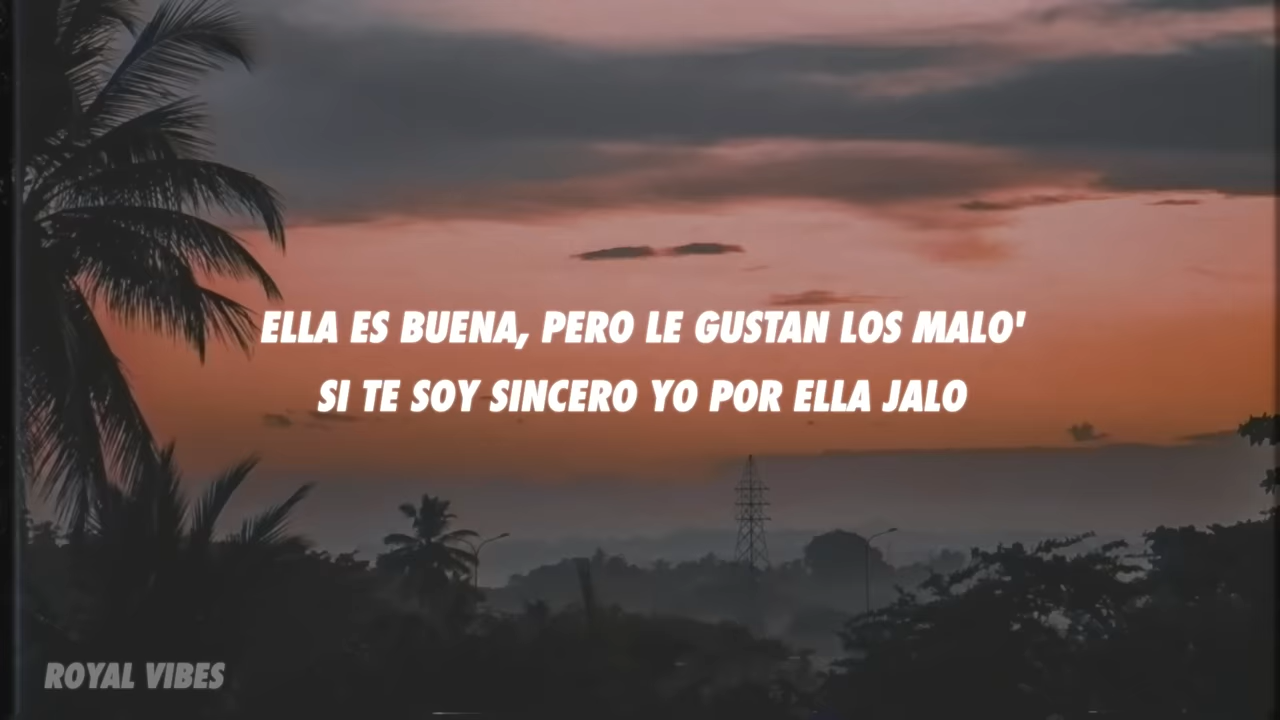 ELLA ES BUENA, PERO LE GUSTAN LOS MALO'
SI TE SOY SINCERO YO POR ELLA JALO
ROYAL VIBES